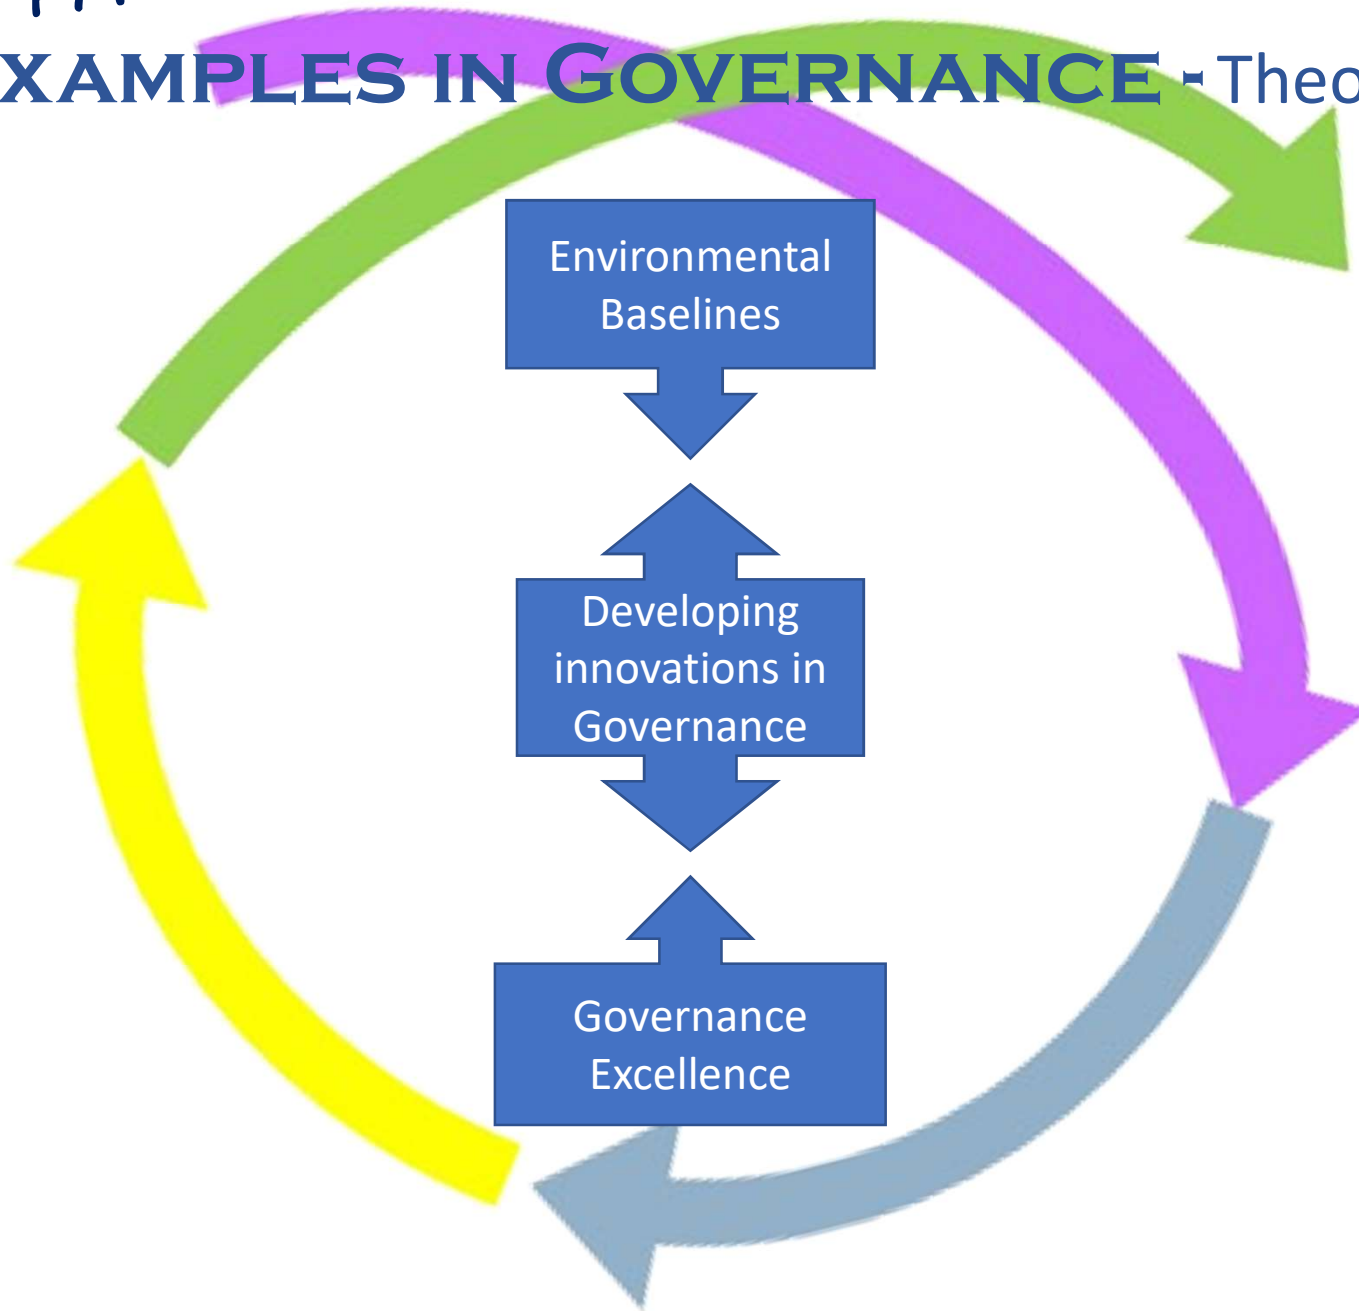 XAMPLES IN GOVERNANCE - Theo
Environmental
Baselines
Developing
innovations in
Governance
Governance
Excellence